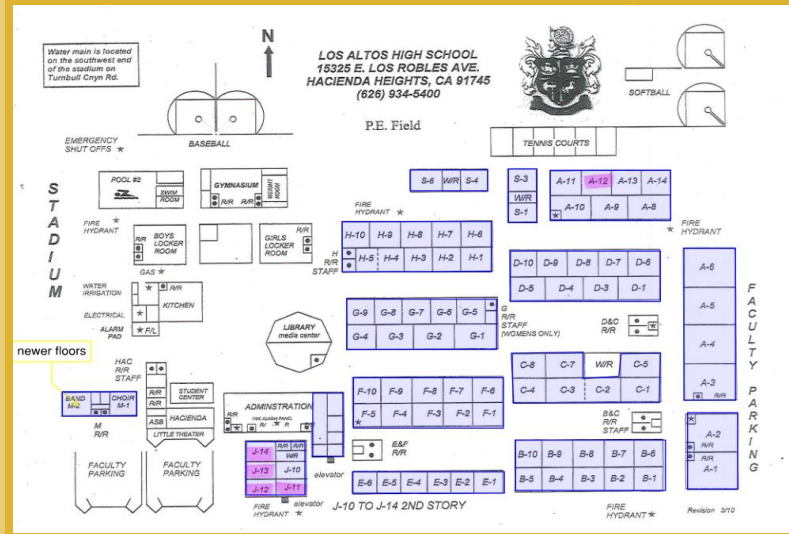 Water main is located
on the southwest end
of the stadium on
Turnbull Cnyn Rd.
N
LOS ALTOS HIGH SCHOOL
15325 E. LOS ROBLES AVE.
HACIENDA HEIGHTS, CA 91745
(626) 934-5400
P.E. Field
SOFTBALL
EMERGENCY
SHUT OFFS
BASEBALL
TENNIS COURTS
STADIUM
POOL #2
SWIM
ROOM
GYMNASIUM
R/R R/R
WEIGHT
ROOM
S-6 W/R S-4
S-3
W/R
S-1
A-11 A-12 A-13 A-14
A-10 A-9 A-8
FIRE
HYDRANT
FIRE
HYDRANT
FIRE
HYDRANT
R/R
BOYS
LOCKER
ROOM
GIRLS
LOCKER
ROOM
R/R
GAS
H
R/R
STAFF
H-10 H-9 H-8 H-7 H-6
H-5 H-4 H-3 H-2 H-1
D-10 D-9 D-8 D-7 D-6
D-5 D-4 D-3 D-1
A-6
A-5
A-4
A-3
R/R
FACULTY PARKING
WATER
IRRIGATION
R/R
KITCHEN
ELECTRICAL
ALARM
PAD
F/L
LIBRARY
media center
G-9 G-8 G-7 G-6 G-5
G-4 G-3 G-2 G-1
G
R/R
STAFF
(WOMENS ONLY)
D&C
R/R
newer floors
HAC
R/R
STAFF
C-8 C-7 W/R C-5
C-4 C-3 C-2 C-1
BAND
M-2
CHOIR
M-1
M
R/R
R/R
R/R
ASB
STUDENT
CENTER
HACIENDA
LITTLE THEATER
ADMINSTRATION
FIRE ALARM PANEL
R/R
R/ R
F-10 F-9 F-8 F-7 F-6
F-5 F-4 F-3 F-2 F-1
B&C
R/R
STAFF
A-2
R/R
R/R
A-1
J-14 R/R R/R
W/R
J-13 J-10
J-12 J-11
elevator
elevator
E&F
R/R
B-10 B-9 B-8 B-7 B-6
B-5 B-4 B-3 B-2 B-1
FACULTY
PARKING
FACULTY
PARKING
E-6 E-5 E-4 E-3 E-2 E-1
FIRE
HYDRANT
J-10 TO J-14 2ND STORY
FIRE
HYDRANT
Revision 3/10